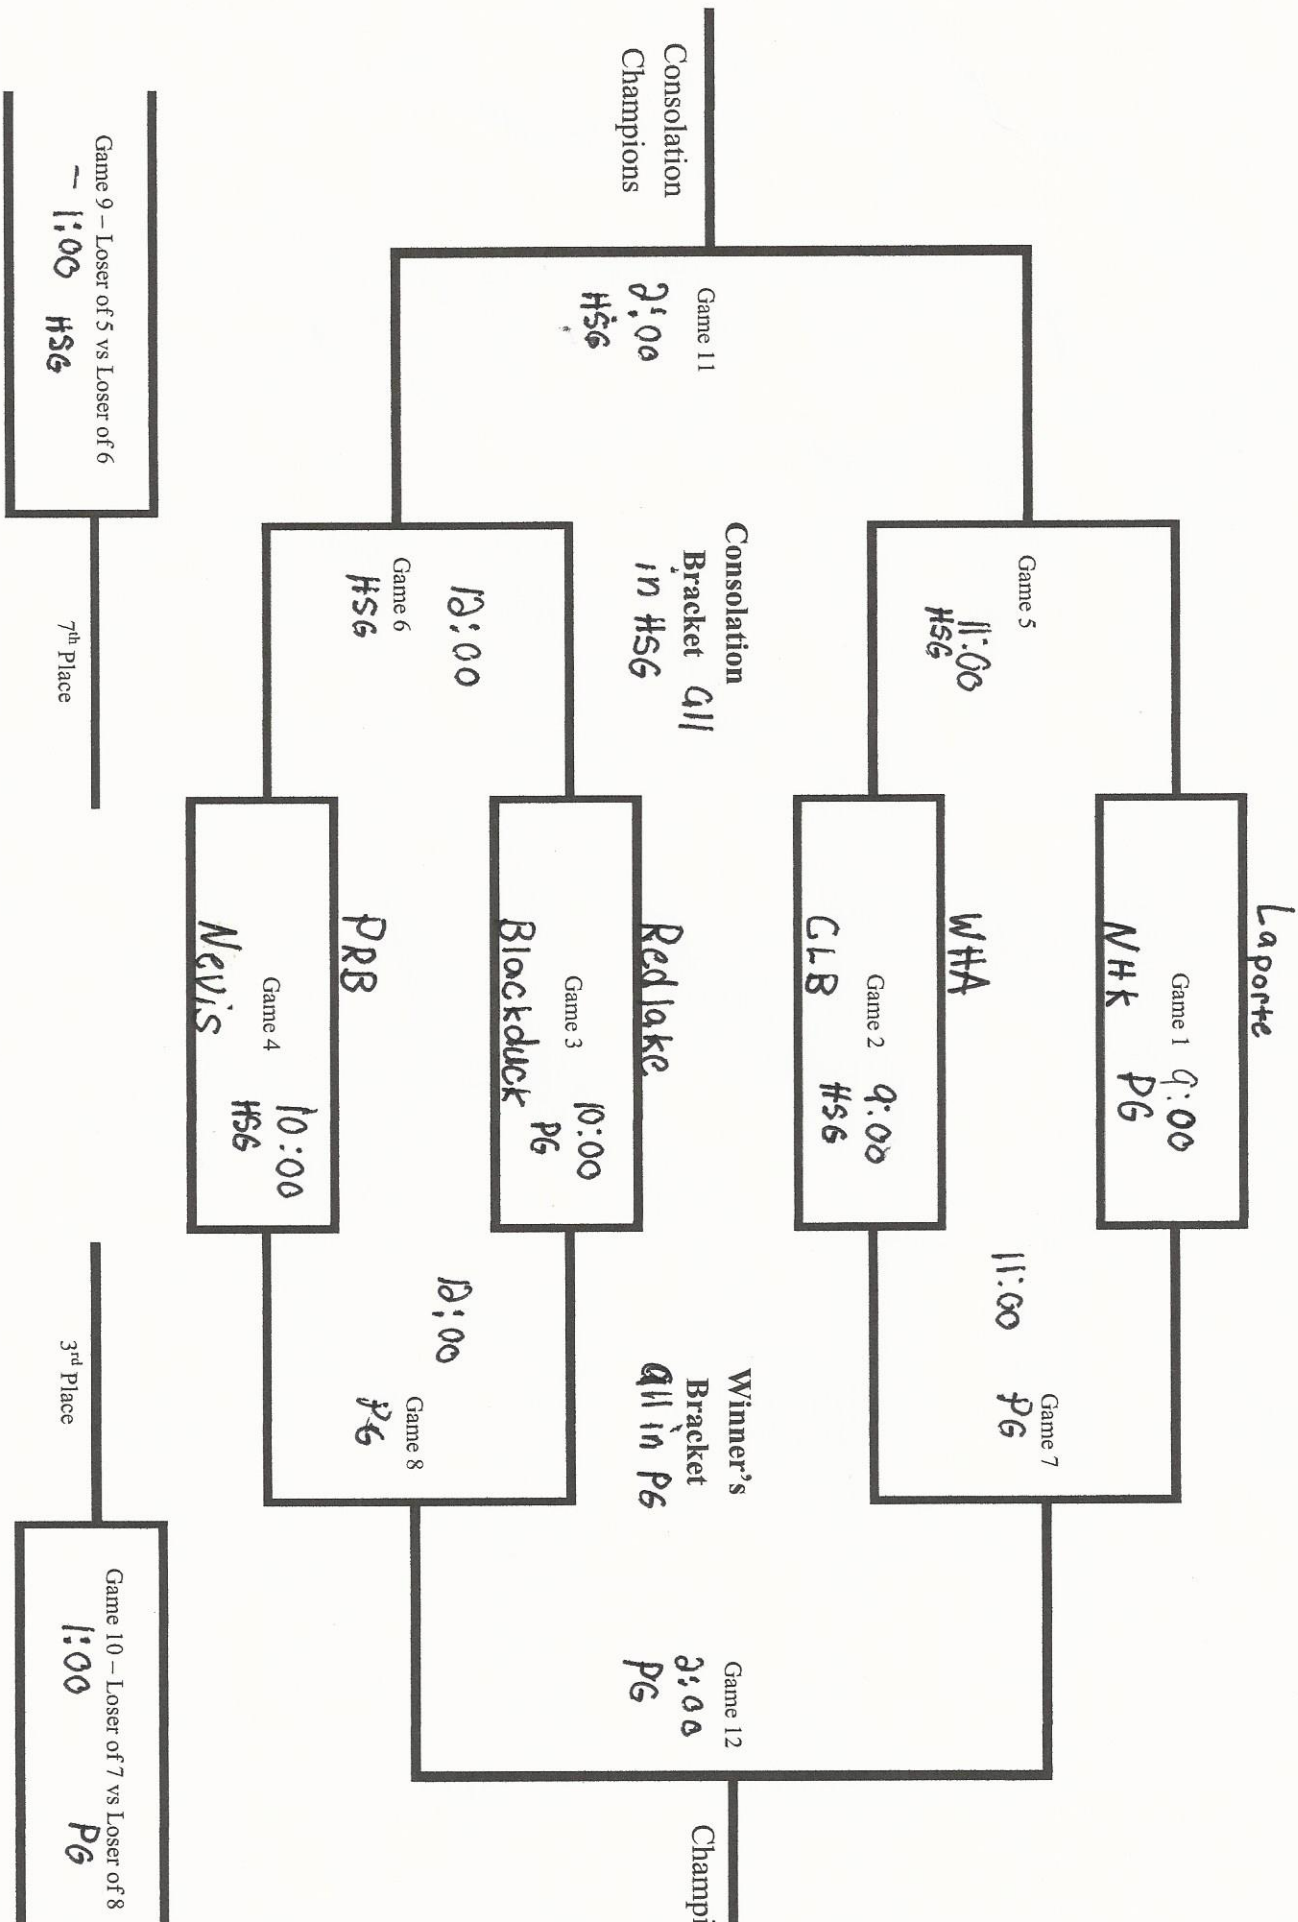 Laporte
Game 1 9:00
NHK PG
WHA
Game 2 9:00
CLB HSG
Redlake
Game 3 10:00
PG
Blackduck
PRB
Game 4 10:00
HSG
Nevis
Game 5
11:00
HSG
Consolation
Bracket all
in HSG
12:00
Game 6
HSG
Game 11
2:00
HSG
Consolation
Champions
Game 9 – Loser of 5 vs Loser of 6
– 1:00 HSG
7th Place
11:00
Game 7
PG
Winner's
Bracket
all in PG
12:00
Game 8
PG
Game 12
2:00
PG
Champi
3rd Place
Game 10 – Loser of 7 vs Loser of 8
1:00 PG